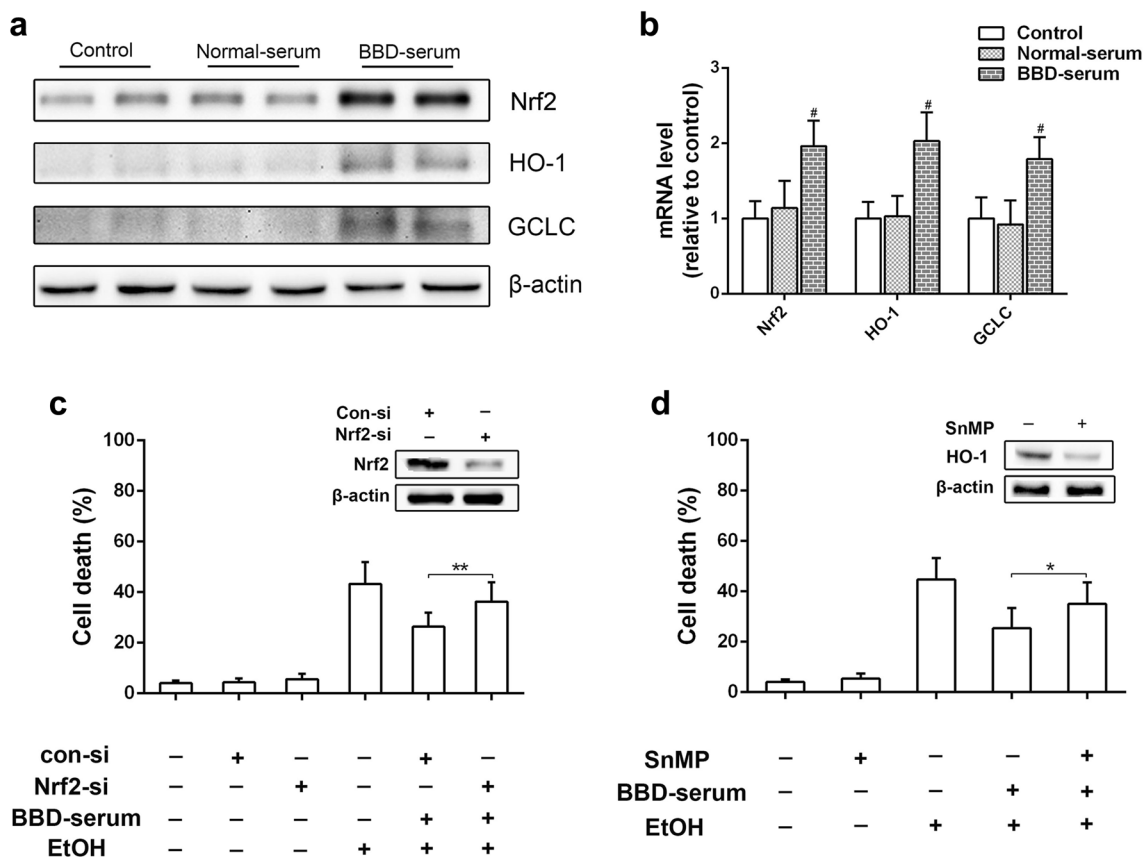 a
Control Normal-serum BBD-serum
Nrf2
HO-1
GCLC
β-actin
b
Control
Normal-serum
BBD-serum
mRNA level
(relative to control)
3
2
1
0
# # #
Nrf2 HO-1 GCLC
c
Con-si + –
Nrf2-si – +
Nrf2
β-actin
Cell death (%)
100
80
60
40
20
0
**
con-si – + – – + –
Nrf2-si – – + – – +
BBD-serum – – – – + +
EtOH – – – + + +
d
SnMP – +
HO-1
β-actin
Cell death (%)
100
80
60
40
20
0
*
SnMP – + – – +
BBD-serum – – – + +
EtOH – – + + +